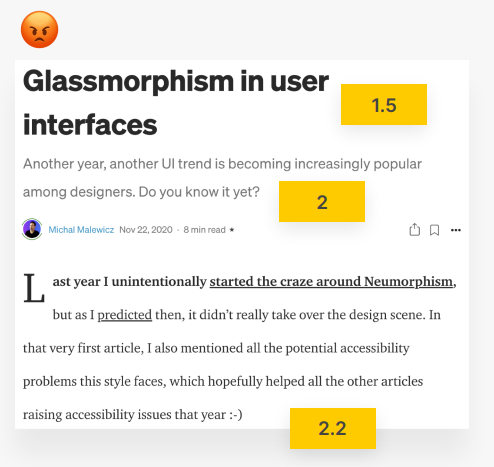 Glassmorphism in user
interfaces
1.5
Another year, another UI trend is becoming increasingly popular
among designers. Do you know it yet?
2
Michal Malewicz Nov 22, 2020 · 8 min read ★
Last year I unintentionally started the craze around Neumorphism,
but as I predicted then, it didn’t really take over the design scene. In
that very first article, I also mentioned all the potential accessibility
problems this style faces, which hopefully helped all the other articles
raising accessibility issues that year :-)
2.2